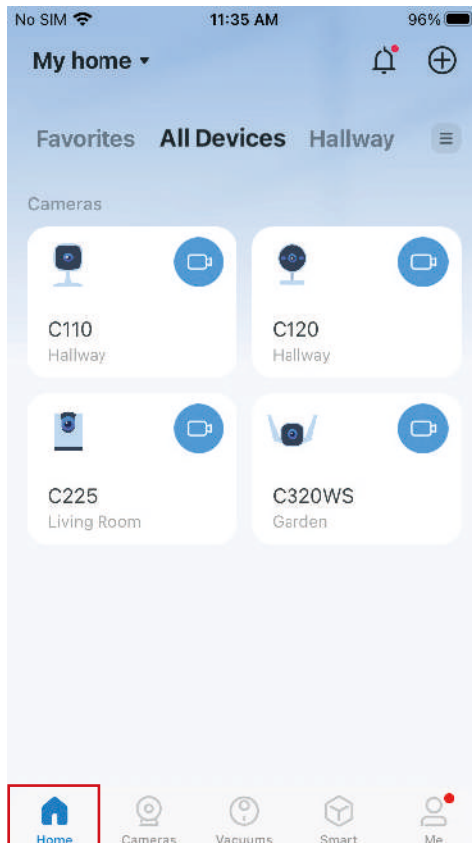 No SIM 11:35 AM 96%
My home
Favorites All Devices Hallway
Cameras
C110
Hallway
C120
Hallway
C225
Living Room
C320WS
Garden
Home Cameras Vacuums Smart Me